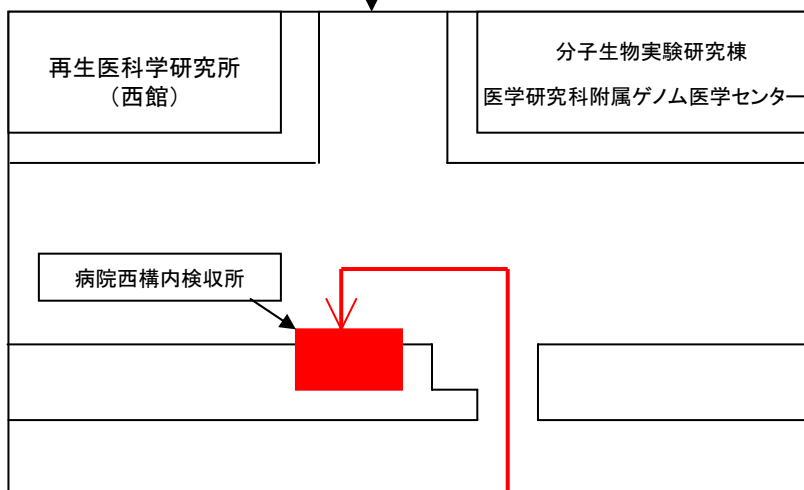 再生医科学研究所
（西館）
分子生物実験研究棟
医学研究科附属ゲノム医学センター
病院西構内検収所